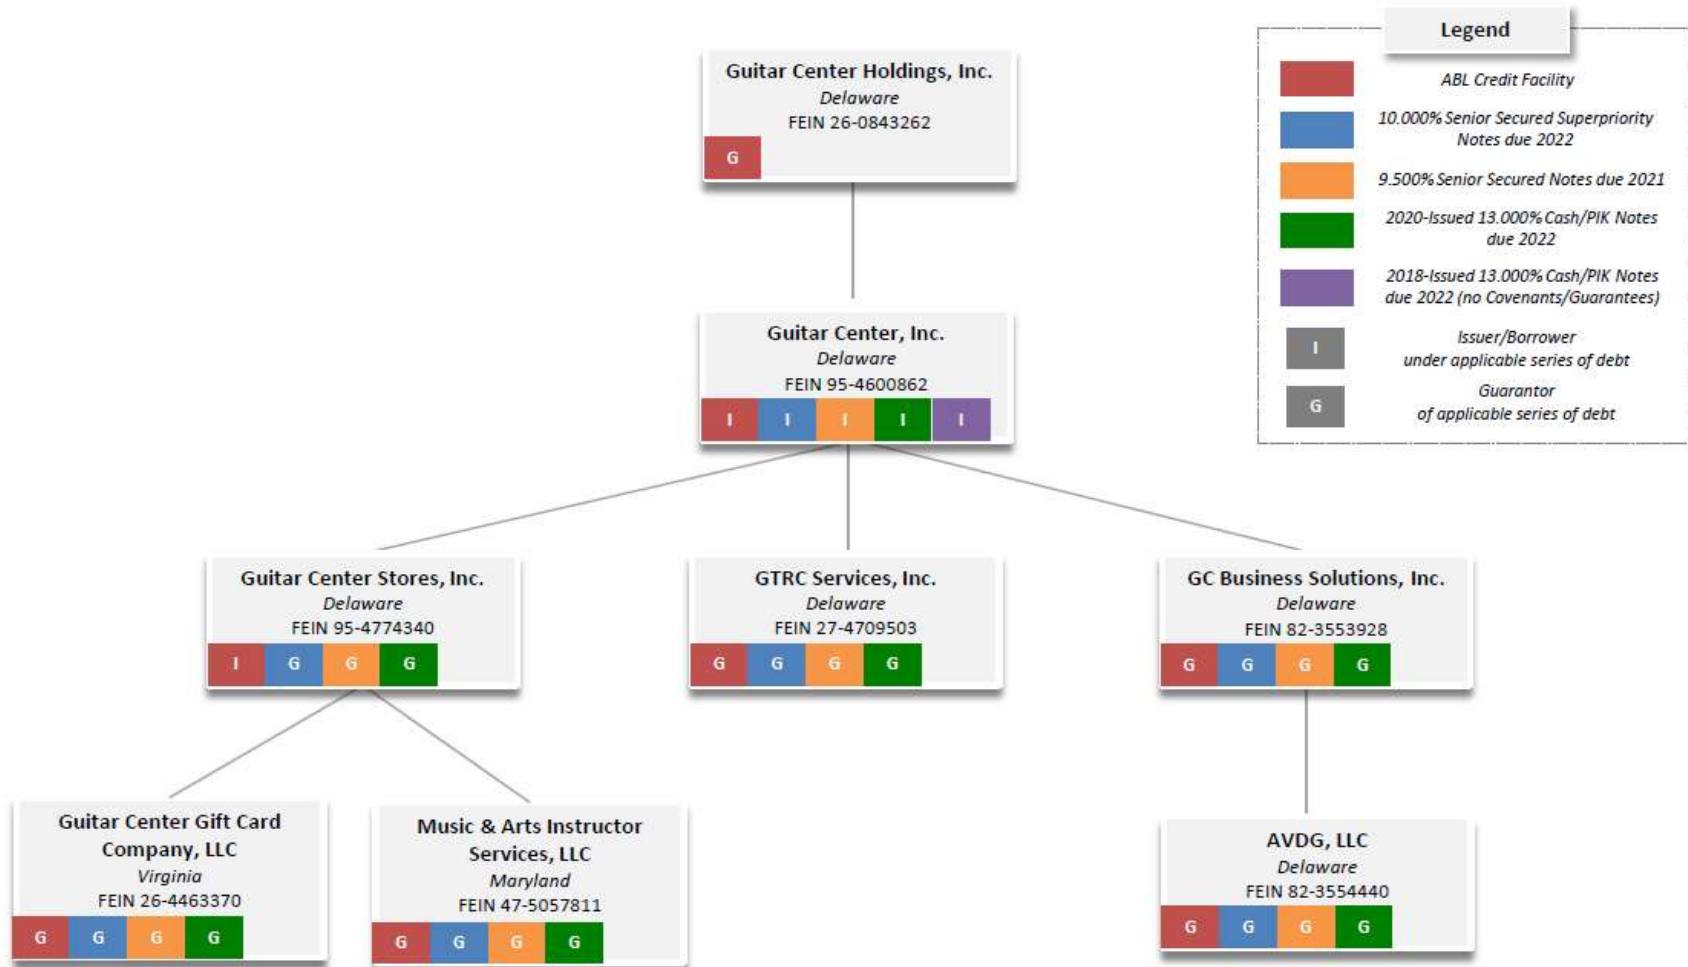 Legend
ABL Credit Facility
10.000% Senior Secured Superpriority
Notes due 2022
9.500% Senior Secured Notes due 2021
2020-Issued 13.000% Cash/PIK Notes
due 2022
2018-Issued 13.000% Cash/PIK Notes
due 2022 (no Covenants/Guarantees)
I
Issuer/Borrower
under applicable series of debt
G
Guarantor
of applicable series of debt
Guitar Center Holdings, Inc.
Delaware
FEIN 26-0843262
G
Guitar Center, Inc.
Delaware
FEIN 95-4600862
I I I I I
Guitar Center Stores, Inc.
Delaware
FEIN 95-4774340
I G G G
GTRC Services, Inc.
Delaware
FEIN 27-4709503
G G G G
GC Business Solutions, Inc.
Delaware
FEIN 82-3553928
G G G G
Guitar Center Gift Card
Company, LLC
Virginia
FEIN 26-4463370
G G G G
Music & Arts Instructor
Services, LLC
Maryland
FEIN 47-5057811
G G G G
AVDG, LLC
Delaware
FEIN 82-3554440
G G G G